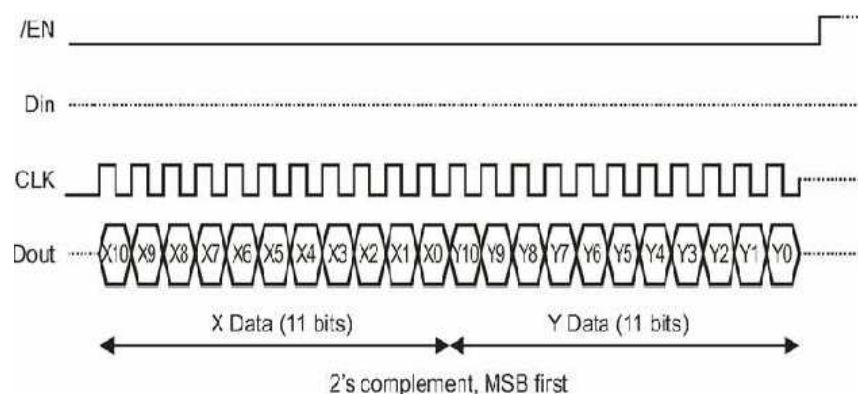 /EN
Din
CLK
Dout X10 X9 X8 X7 X6 X5 X4 X3 X2 X1 X0 Y10 Y9 Y8 Y7 Y6 Y5 Y4 Y3 Y2 Y1 Y0
X Data (11 bits) Y Data (11 bits)
2's complement, MSB first